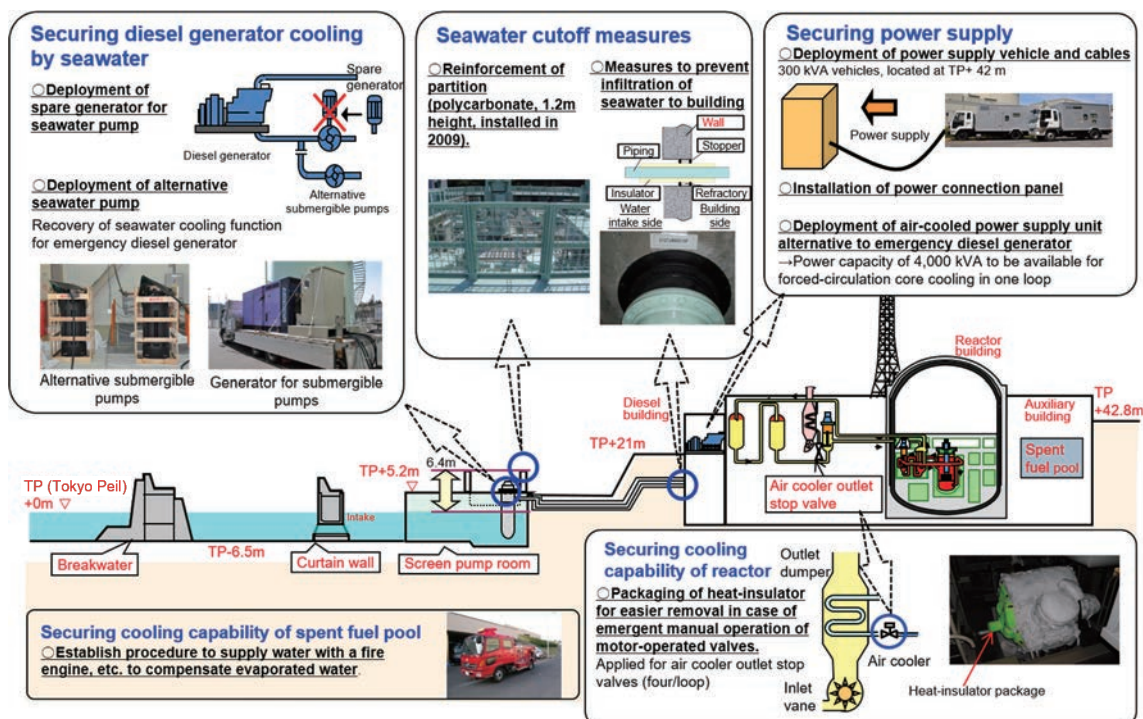 Securing diesel generator cooling
by seawater
○Deployment of
spare generator for
seawater pump
Spare
generator
Diesel generator
○Deployment of alternative
seawater pump
Alternative
submergible pumps
Recovery of seawater cooling function
for emergency diesel generator
Alternative submergible
pumps
Generator for submergible
pumps
Seawater cutoff measures
○Reinforcement of
partition
(polycarbonate, 1.2m
height, installed in
2009).
○Measures to prevent
infiltration of
seawater to building
Wall
Piping
Stopper
Insulator
Refractory
Water
intake side
Building
side
Securing power supply
○Deployment of power supply vehicle and cables
300 kVA vehicles, located at TP+ 42 m
Power supply
○Installation of power connection panel
○Deployment of air-cooled power supply unit
alternative to emergency diesel generator
→Power capacity of 4,000 kVA to be available for
forced-circulation core cooling in one loop
Reactor
building
Diesel
building
Auxiliary
building
TP
+42.8m
TP+21m
Spent
fuel pool
Air cooler outlet
stop valve
TP+5.2m
6.4m
TP (Tokyo Peil)
+0m
Intake
TP-6.5m
Breakwater
Curtain wall
Screen pump room
Securing cooling capability of spent fuel pool
○Establish procedure to supply water with a fire
engine, etc. to compensate evaporated water.
Securing cooling
capability of reactor
○Packaging of heat-insulator
for easier removal in case of
emergent manual operation of
motor-operated valves.
Applied for air cooler outlet stop
valves (four/loop)
Outlet
dumper
Air cooler
Inlet
vane
Heat-insulator package